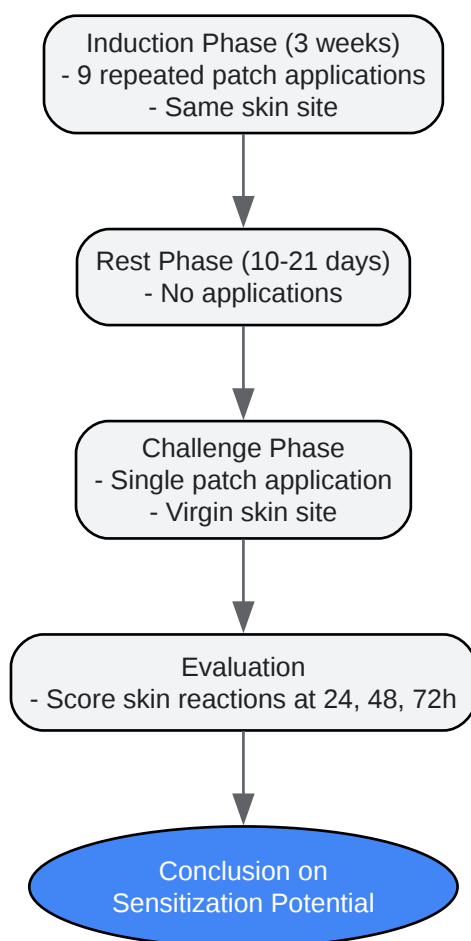 Induction Phase (3 weeks)
- 9 repeated patch applications
- Same skin site
Rest Phase (10-21 days)
- No applications
Challenge Phase
- Single patch application
- Virgin skin site
Evaluation
- Score skin reactions at 24, 48, 72h
Conclusion on
Sensitization Potential